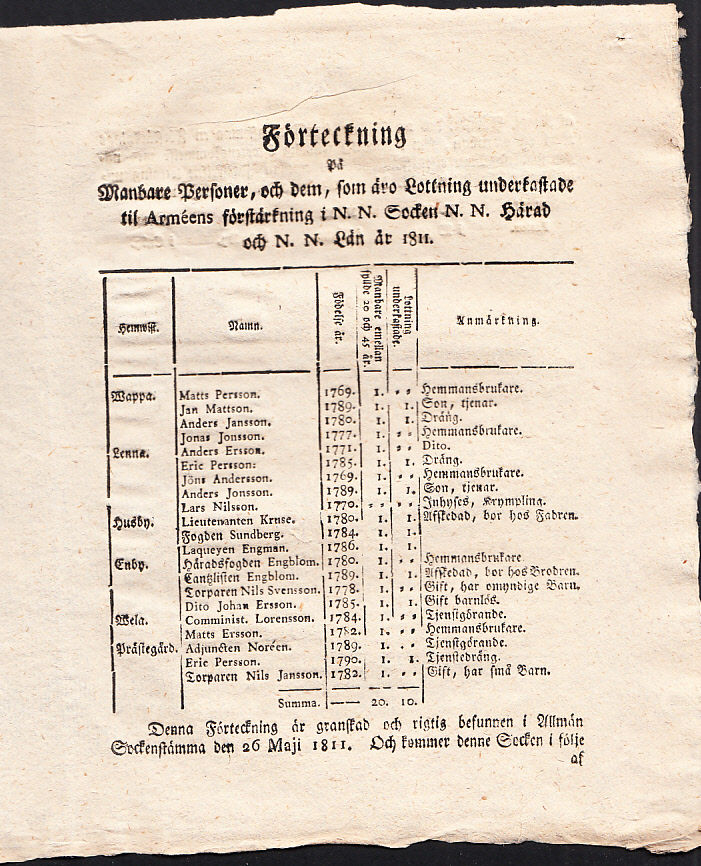 Förteckning
på
Manbare Personer, och dem, som äro Lottning underkastade
til Arméens förstärkning i N. N. Socken N. N. Härad
och N. N. Län år 1811.
Hemvist. Namn. Födelse år. Manbare emellan fyllde 20 och 45 år. Lottning underkastade. Anmärkning.
Wappa. Matts Persson. 1769. 1. „ Hemmansbrukare.
Jan Mattson. 1789. 1. 1. Son, tjenar.
Anders Jansson. 1780. 1. 1. Dräng.
Jonas Jonsson. 1777. 1. „ Hemmansbrukare.
Lenna. Anders Ersson. 1771. 1. „ Dito.
Eric Persson: 1785. 1. 1. Dräng.
Jöns Andersson. 1769. 1. „ Hemmansbrukare.
Anders Jonsson. 1789. 1. 1. Son, tjenar.
Lars Nilsson. 1770. „ „ Inhyses, Krympling.
Husby. Lieutenanten Kruse. 1780. 1. 1. Afskedad, bor hos Fadren.
Fogden Sundberg. 1784. 1. 1.
Laqueyen Engman. 1786. 1. 1.
Enby. Häradsfogden Engblom. 1780. 1. „ Hemmansbrukare
Cantzlisten Engblom. 1789. 1. 1. Afskedad, bor hos Brodren.
Torparen Nils Svensson. 1778. 1. „ Gift, har omyndige Barn.
Dito Johan Ersson. 1785. 1. 1. Gift barnlös.
Wela. Comminist. Lorensson. 1784. 1. „ Tjenstgörande.
Matts Ersson. 1782. 1. „ Hemmansbrukare.
Prästegård. Adjuncten Noréen. 1789. 1. „ Tjenstgörande.
Eric Persson. 1790. 1. 1. Tjenstedräng.
Torparen Nils Jansson. 1782. 1. „ Gift, har små Barn.
Summa. —— 20. 10.
Denna Förteckning är granskad och rigtig befunnen i Allmän
Sockenstämma den 26 Maji 1811. Och kommer denne Socken i följe
af